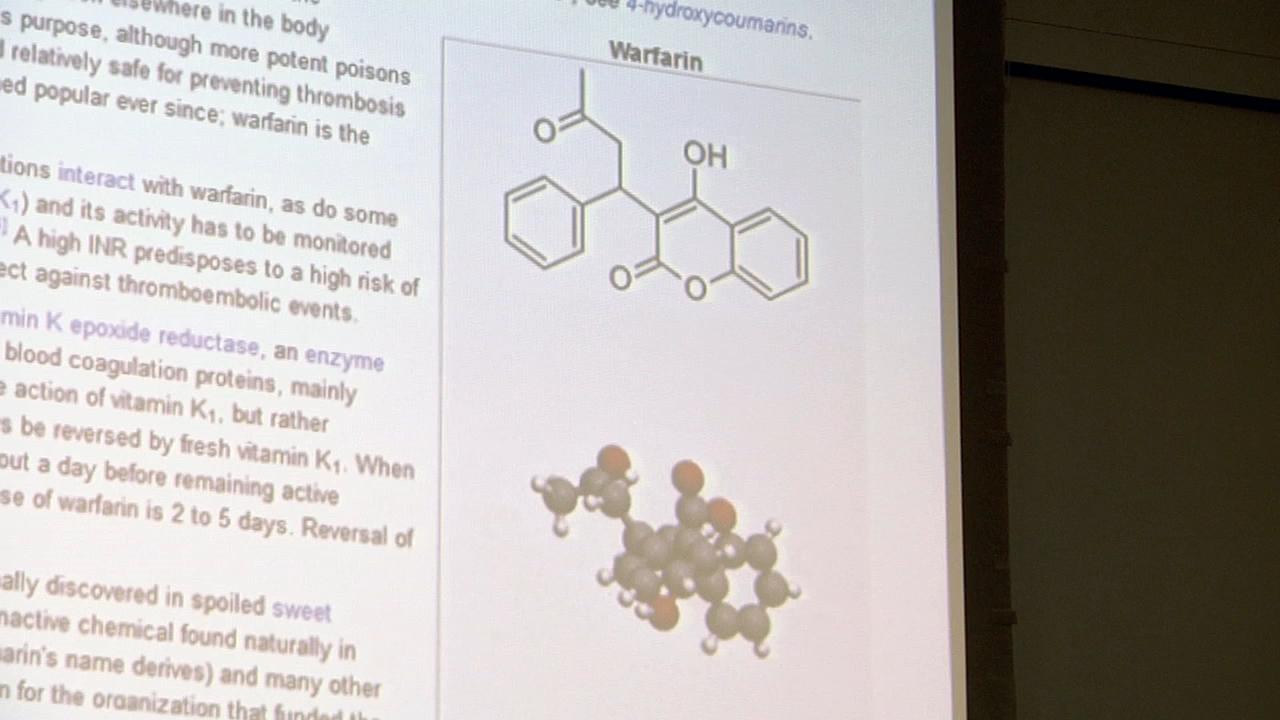 elsewhere in the body
s purpose, although more potent poisons
relatively safe for preventing thrombosis
ed popular ever since; warfarin is the
tions interact with warfarin, as do some
K₁) and its activity has to be monitored
A high INR predisposes to a high risk of
ect against thromboembolic events.
min K epoxide reductase, an enzyme
blood coagulation proteins, mainly
e action of vitamin K₁, but rather
s be reversed by fresh vitamin K₁. When
out a day before remaining active
se of warfarin is 2 to 5 days. Reversal of
ally discovered in spoiled sweet
nactive chemical found naturally in
arin's name derives) and many other
n for the organization that funded the
see 4-hydroxycoumarins.
Warfarin
O
OH
O
O